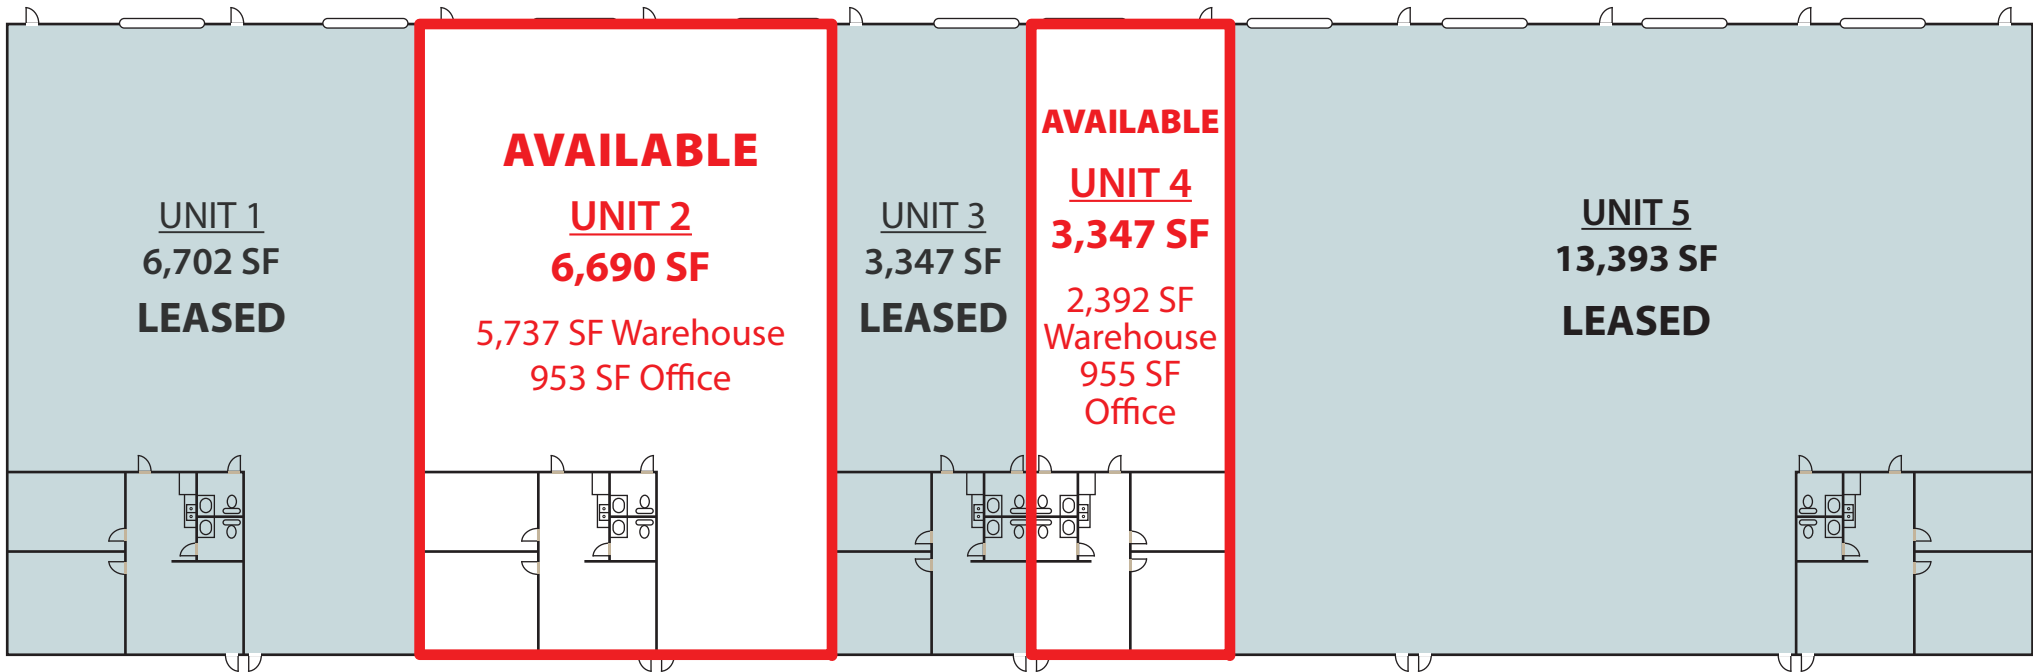 UNIT 1
6,702 SF
LEASED
AVAILABLE
UNIT 2
6,690 SF
5,737 SF Warehouse
953 SF Office
UNIT 3
3,347 SF
LEASED
AVAILABLE
UNIT 4
3,347 SF
2,392 SF
Warehouse
955 SF
Office
UNIT 5
13,393 SF
LEASED